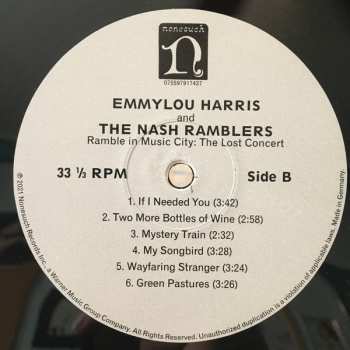 nonesuch
n
075597917437
EMMYLOU HARRIS
and
THE NASH RAMBLERS
Ramble in Music City: The Lost Concert
33 ⅓ RPM
Side B
1. If I Needed You (3:42)
2. Two More Bottles of Wine (2:58)
3. Mystery Train (2:32)
4. My Songbird (3:41)
5. Wayfaring Stranger (3:24)
6. Green Pastures (3:26)
℗ © 2021 Nonesuch Records Inc., a Warner Music Group Company. All Rights Reserved. Unauthorized duplication is a violation of applicable laws. Made in Germany.